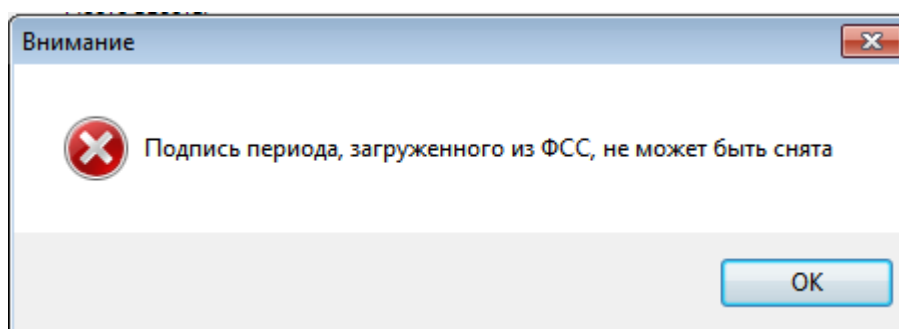 Внимание
Подпись периода, загруженного из ФСС, не может быть снята
OK